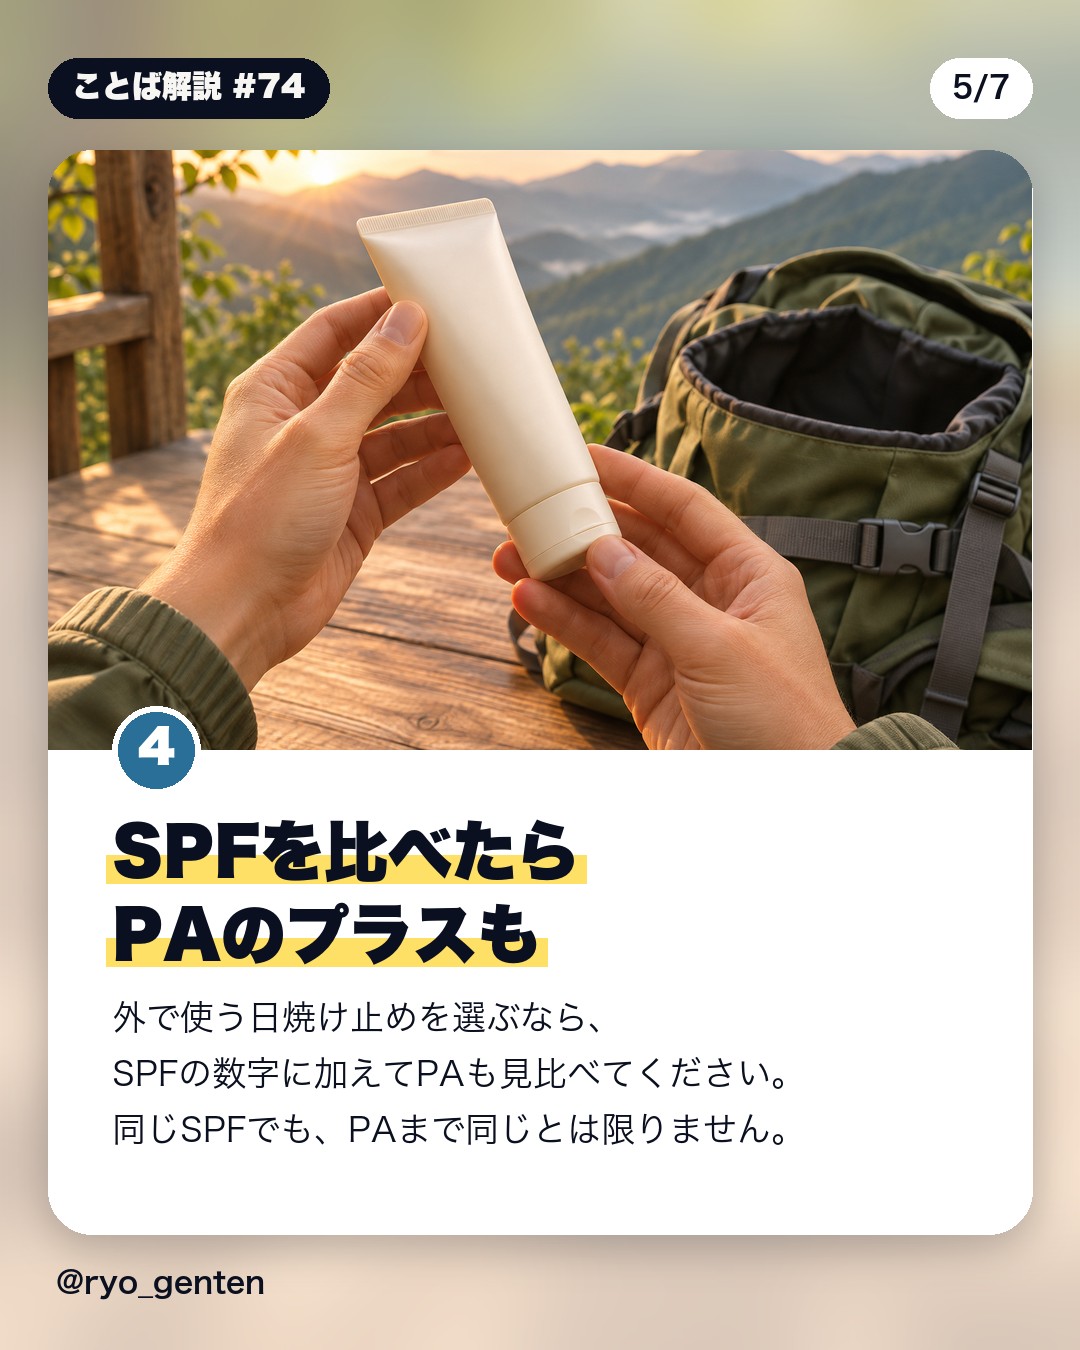 ことば解説 #74
5/7
4
SPFを比べたら
PAのプラスも
外で使う日焼け止めを選ぶなら、
SPFの数字に加えてPAも見比べてください。
同じSPFでも、PAまで同じとは限りません。
@ryo_genten